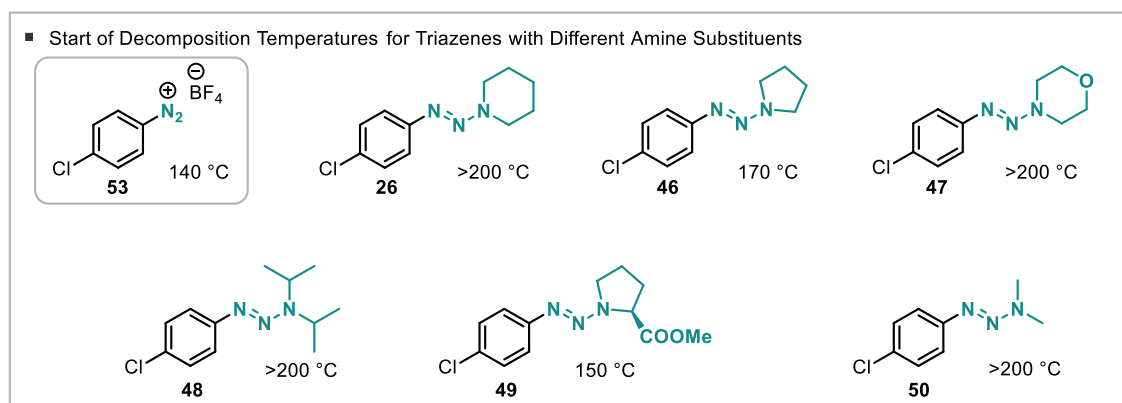 ▪ Start of Decomposition Temperatures for Triazenes with Different Amine Substituents
⊕ ⊖
N2 BF4
Cl
53 140 °C
N N N
Cl
26 >200 °C
N N N
Cl
46 170 °C
N N N O
Cl
47 >200 °C
N N N
Cl
48 >200 °C
N N N
COOMe
Cl
49 150 °C
N N N
Cl
50 >200 °C